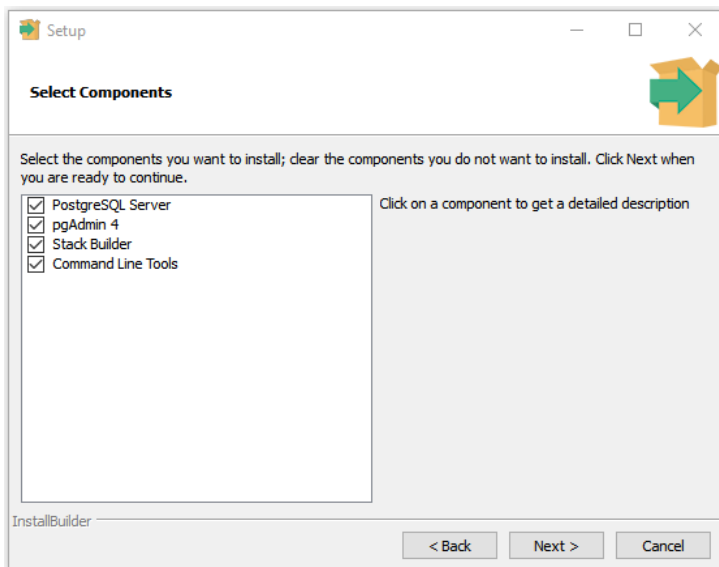 Setup
Select Components
Select the components you want to install; clear the components you do not want to install. Click Next when
you are ready to continue.
PostgreSQL Server
pgAdmin 4
Stack Builder
Command Line Tools
Click on a component to get a detailed description
InstallBuilder
< Back
Next >
Cancel